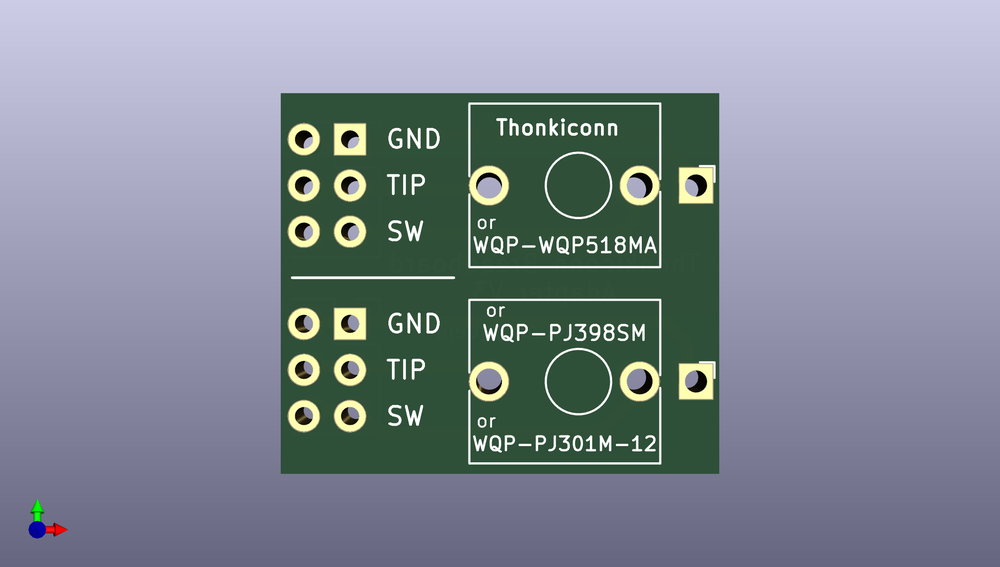 GND
TIP
SW
GND
TIP
SW
Thonkiconn
or
WQP-WQP518MA
or
WQP-PJ398SM
or
WQP-PJ301M-12